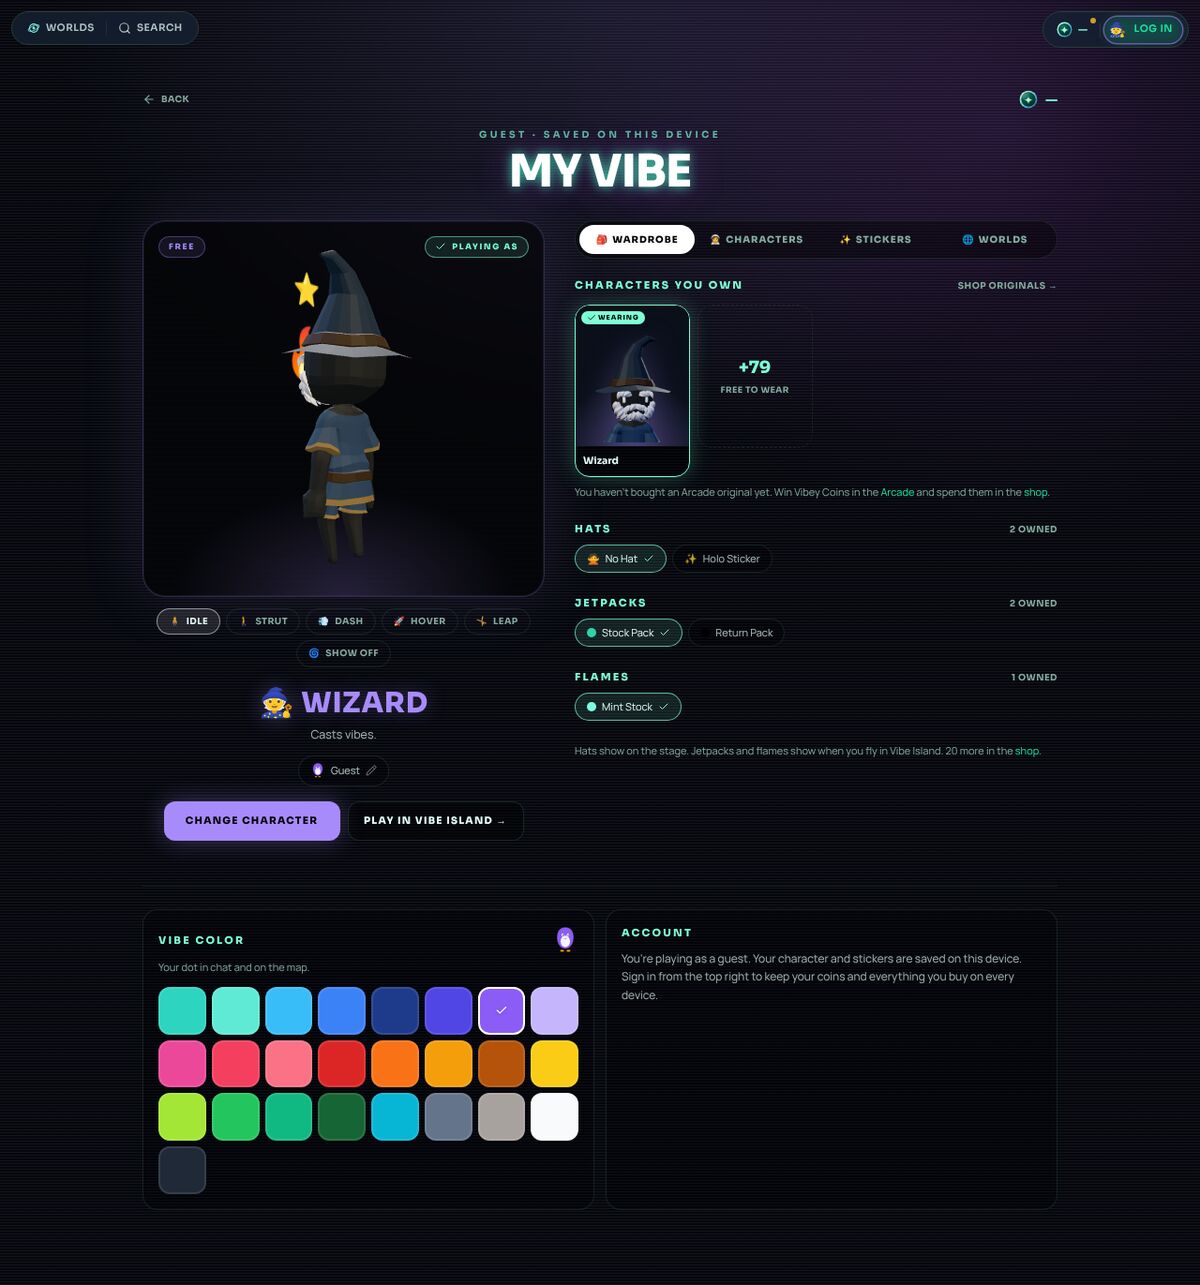 WORLDS
SEARCH
—
LOG IN
← BACK
—
GUEST · SAVED ON THIS DEVICE
MY VIBE
FREE
✓ PLAYING AS
IDLE
STRUT
DASH
HOVER
LEAP
SHOW OFF
WIZARD
Casts vibes.
Guest
CHANGE CHARACTER
PLAY IN VIBE ISLAND →
WARDROBE
CHARACTERS
STICKERS
WORLDS
CHARACTERS YOU OWN
SHOP ORIGINALS →
✓ WEARING
Wizard
+79
FREE TO WEAR
You haven't bought an Arcade original yet. Win Vibey Coins in the Arcade and spend them in the shop.
HATS
2 OWNED
No Hat ✓
Holo Sticker
JETPACKS
2 OWNED
Stock Pack ✓
Return Pack
FLAMES
1 OWNED
Mint Stock ✓
Hats show on the stage. Jetpacks and flames show when you fly in Vibe Island. 20 more in the shop.
VIBE COLOR
Your dot in chat and on the map.
ACCOUNT
You're playing as a guest. Your character and stickers are saved on this device.
Sign in from the top right to keep your coins and everything you buy on every
device.